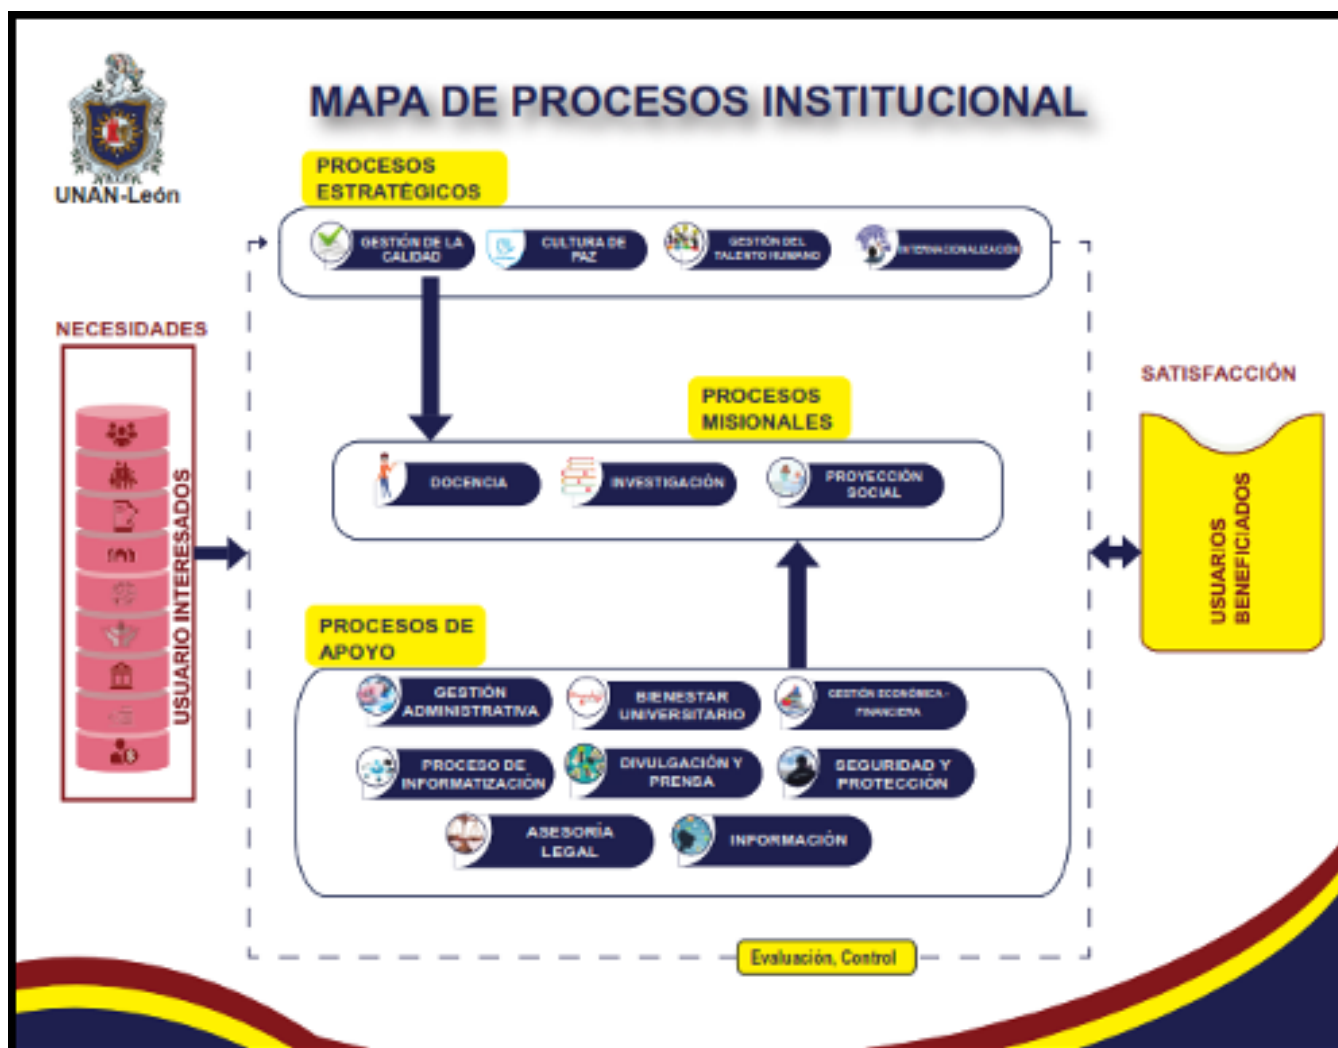 MAPA DE PROCESOS INSTITUCIONAL
UNAN-León
PROCESOS
ESTRATÉGICOS
GESTIÓN DE LA
CALIDAD
CULTURA DE
PAZ
GESTIÓN DEL
TALENTO HUMANO
INTERNACIONALIZACIÓN
NECESIDADES
USUARIO INTERESADOS
PROCESOS
MISIONALES
DOCENCIA
INVESTIGACIÓN
PROYECCIÓN
SOCIAL
SATISFACCIÓN
USUARIOS
BENEFICIADOS
PROCESOS DE
APOYO
GESTIÓN
ADMINISTRATIVA
BIENESTAR
UNIVERSITARIO
GESTIÓN ECONÓMICA -
FINANCIERA
PROCESO DE
INFORMATIZACIÓN
DIVULGACIÓN Y
PRENSA
SEGURIDAD Y
PROTECCIÓN
ASESORÍA
LEGAL
INFORMACIÓN
Evaluación, Control